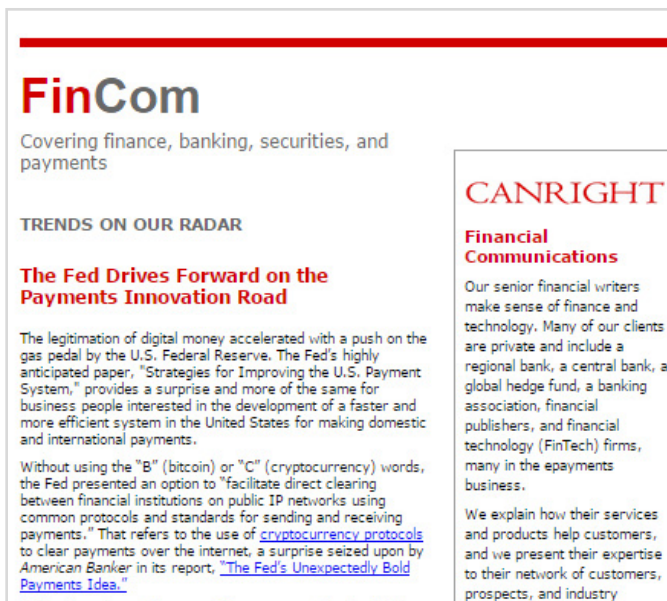 FinCom
Covering finance, banking, securities, and
payments
TRENDS ON OUR RADAR
The Fed Drives Forward on the
Payments Innovation Road
The legitimation of digital money accelerated with a push on the
gas pedal by the U.S. Federal Reserve. The Fed's highly
anticipated paper, "Strategies for Improving the U.S. Payment
System," provides a surprise and more of the same for
business people interested in the development of a faster and
more efficient system in the United States for making domestic
and international payments.
Without using the "B" (bitcoin) or "C" (cryptocurrency) words,
the Fed presented an option to "facilitate direct clearing
between financial institutions on public IP networks using
common protocols and standards for sending and receiving
payments." That refers to the use of cryptocurrency protocols
to clear payments over the internet, a surprise seized upon by
American Banker in its report, "The Fed's Unexpectedly Bold
Payments Idea."
CANRIGHT
Financial
Communications
Our senior financial writers
make sense of finance and
technology. Many of our clients
are private and include a
regional bank, a central bank, a
global hedge fund, a banking
association, financial
publishers, and financial
technology (FinTech) firms,
many in the epayments
business.
We explain how their services
and products help customers,
and we present their expertise
to their network of customers,
prospects, and industry